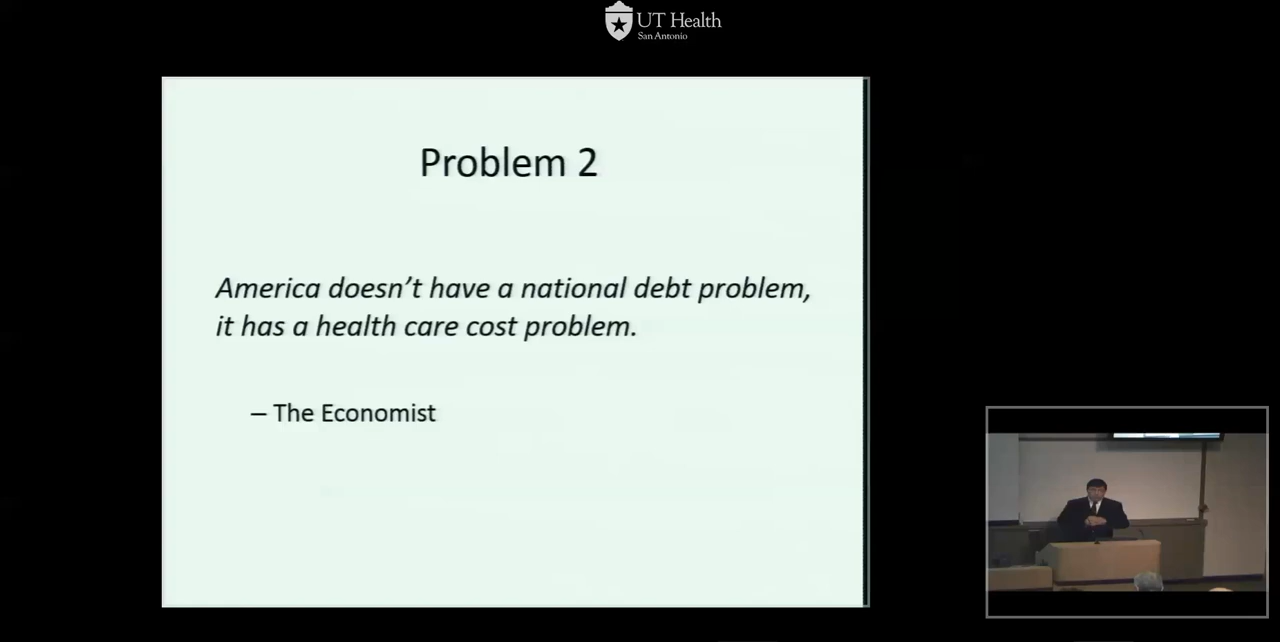 UT Health
San Antonio
Problem 2
America doesn’t have a national debt problem,
it has a health care cost problem.
– The Economist